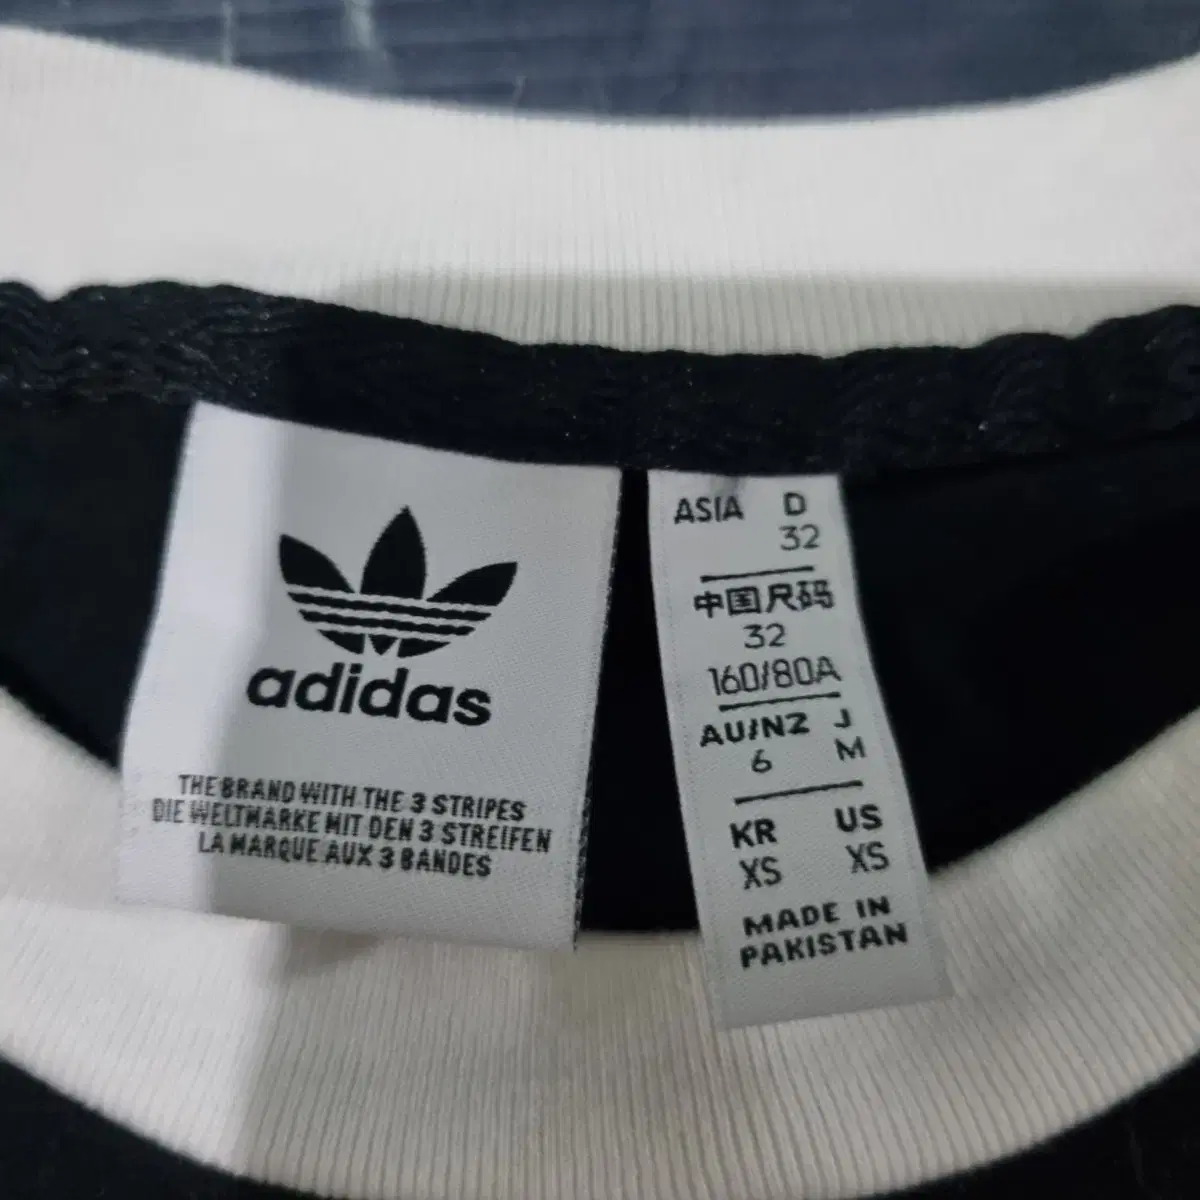 adidas
THE BRAND WITH THE 3 STRIPES
DIE WELTMARKE MIT DEN 3 STREIFEN
LA MARQUE AUX 3 BANDES
ASIA D
32
中国尺码
32
160/80A
AU/NZ J
6 M
KR US
XS XS
MADE IN
PAKISTAN